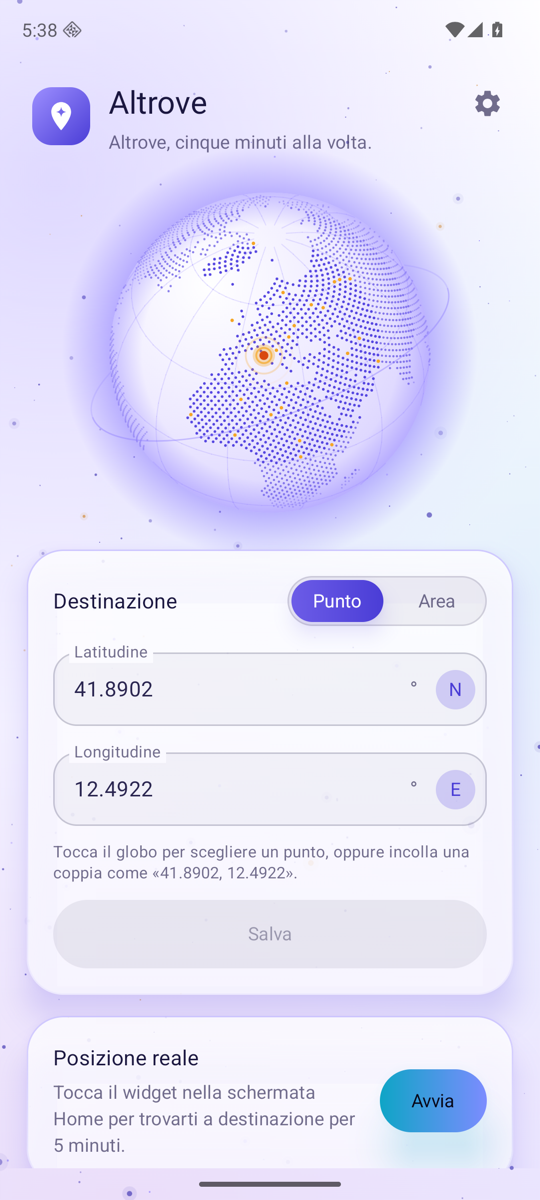 5:38
Altrove
Altrove, cinque minuti alla volta.
Destinazione
Punto
Area
Latitudine
41.8902
°
N
Longitudine
12.4922
°
E
Tocca il globo per scegliere un punto, oppure incolla una
coppia come «41.8902, 12.4922».
Salva
Posizione reale
Tocca il widget nella schermata
Home per trovarti a destinazione per
5 minuti.
Avvia